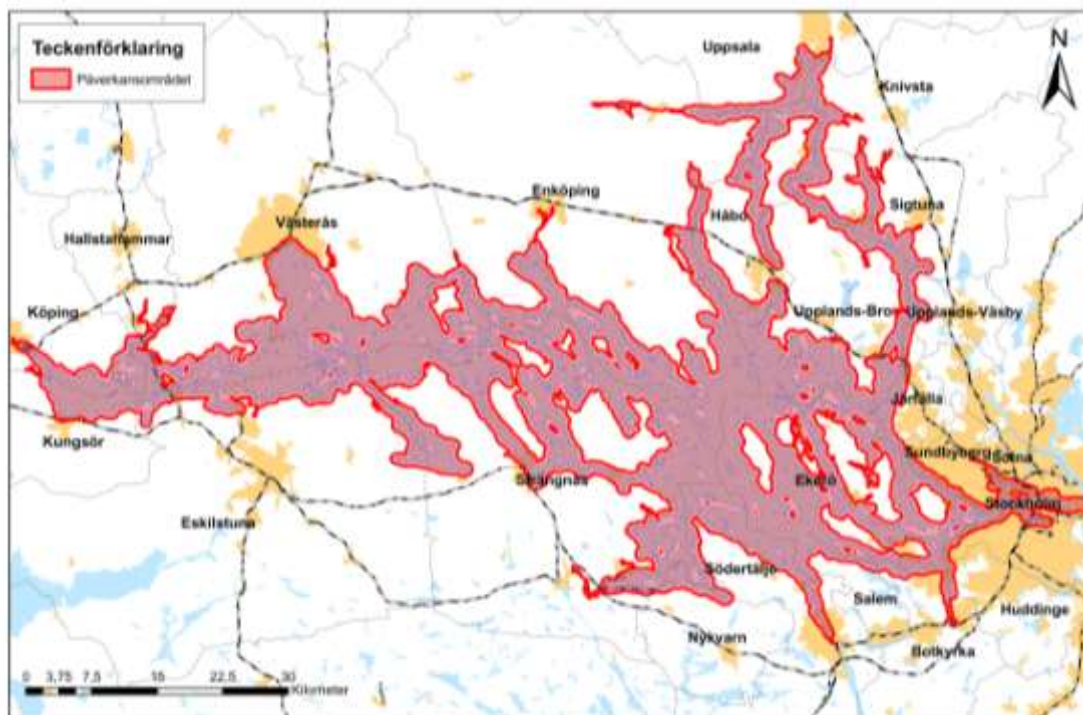 Teckenförklaring
Påverkansområdet
N
Uppsala
Knivsta
Enköping
Håbo
Sigtuna
Västerås
Hallstahammar
Köping
Upplands-Bro
Upplands-Väsby
Järfälla
Kungsör
Sundbyberg
Solna
Strängnäs
Ekerö
Stockholm
Eskilstuna
Södertälje
Salem
Huddinge
Nykvarn
Botkyrka
0 3,75 7,5 15 22,5 30
Kilometer